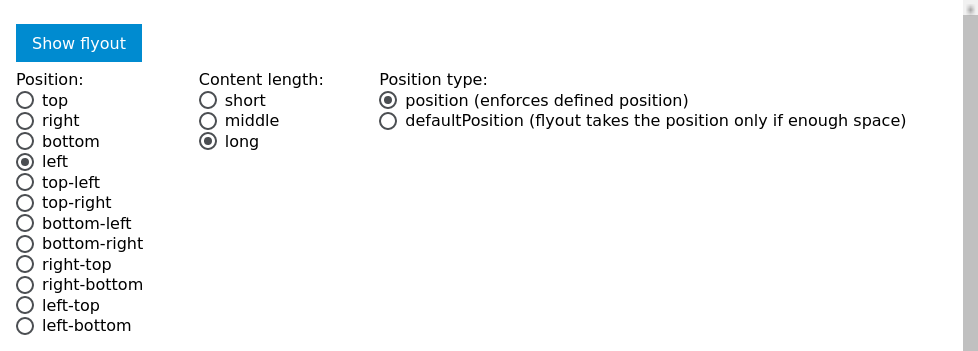 Show flyout
Position:
top
right
bottom
left
top-left
top-right
bottom-left
bottom-right
right-top
right-bottom
left-top
left-bottom
Content length:
short
middle
long
Position type:
position (enforces defined position)
defaultPosition (flyout takes the position only if enough space)